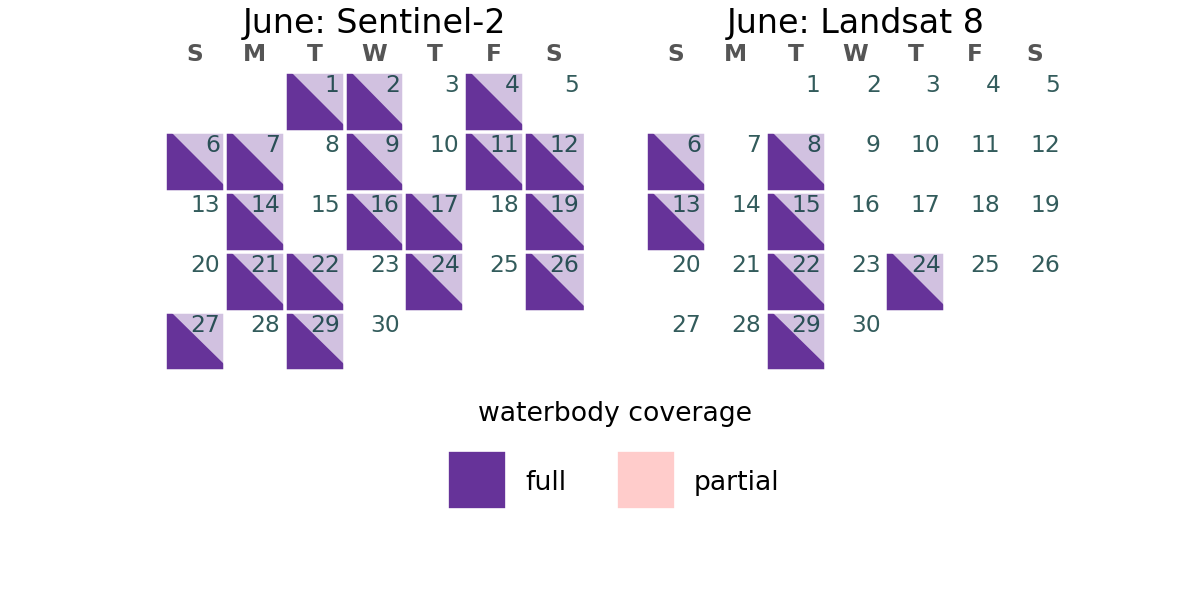 June: Sentinel-2
S M T W T F S
1 2 3 4 5
6 7 8 9 10 11 12
13 14 15 16 17 18 19
20 21 22 23 24 25 26
27 28 29 30
June: Landsat 8
S M T W T F S
1 2 3 4 5
6 7 8 9 10 11 12
13 14 15 16 17 18 19
20 21 22 23 24 25 26
27 28 29 30
waterbody coverage
full partial